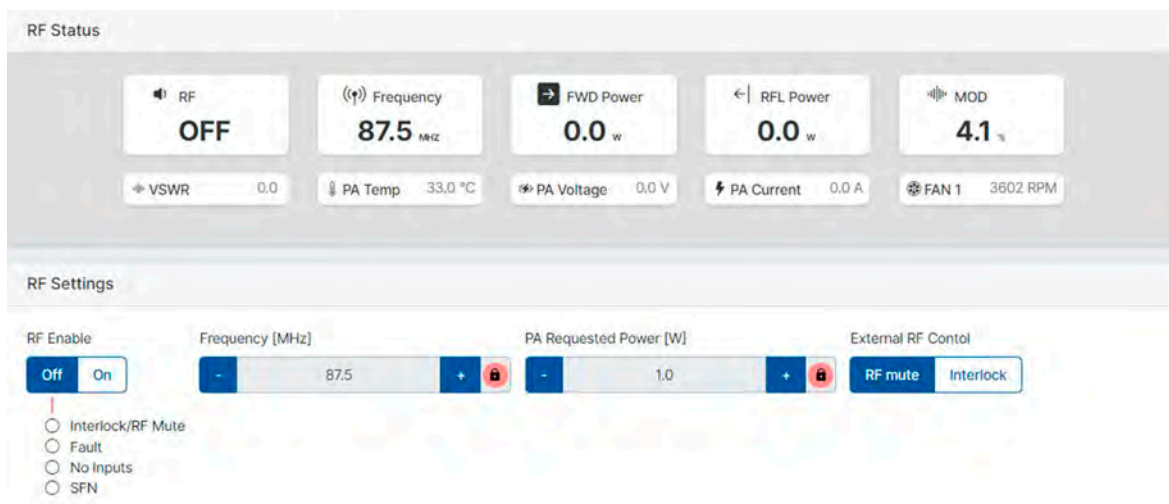 RF Status
RF
OFF
Frequency
87.5 MHZ
FWD Power
0.0 W
RFL Power
0.0 W
MOD
4.1 %
VSWR 0.0
PA Temp 33.0 °C
PA Voltage 0.0 V
PA Current 0.0 A
FAN 1 3602 RPM
RF Settings
RF Enable
Off On
Frequency [MHz]
- 87.5 +
PA Requested Power [W]
- 1.0 +
External RF Contol
RF mute Interlock
Interlock/RF Mute
Fault
No Inputs
SFN